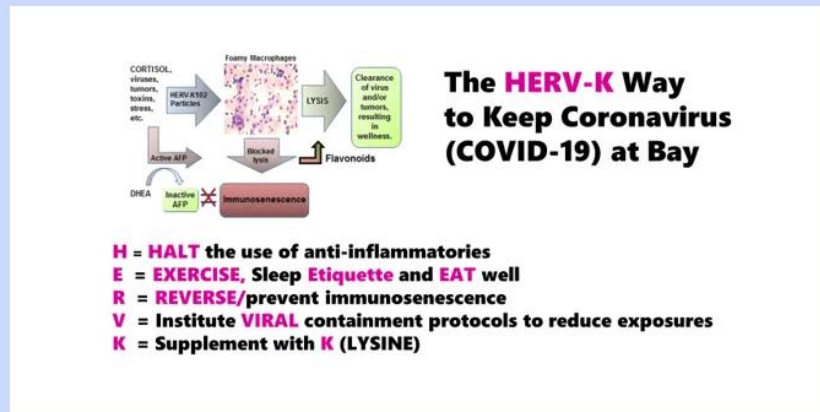 Foamy Macrophages
CORTISOL,
viruses,
tumors,
toxins,
stress,
etc.
HERV-K102
Particles
LYSIS
Clearance
of virus
and/or
tumors,
resulting
in
wellness.
Active AFP
Blocked
lysis
Flavonoids
DHEA
Inactive
AFP
Immunosenescence
The HERV-K Way
to Keep Coronavirus
(COVID-19) at Bay
H = HALT the use of anti-inflammatories
E = EXERCISE, Sleep Etiquette and EAT well
R = REVERSE/prevent immunosenescence
V = Institute VIRAL containment protocols to reduce exposures
K = Supplement with K (LYSINE)